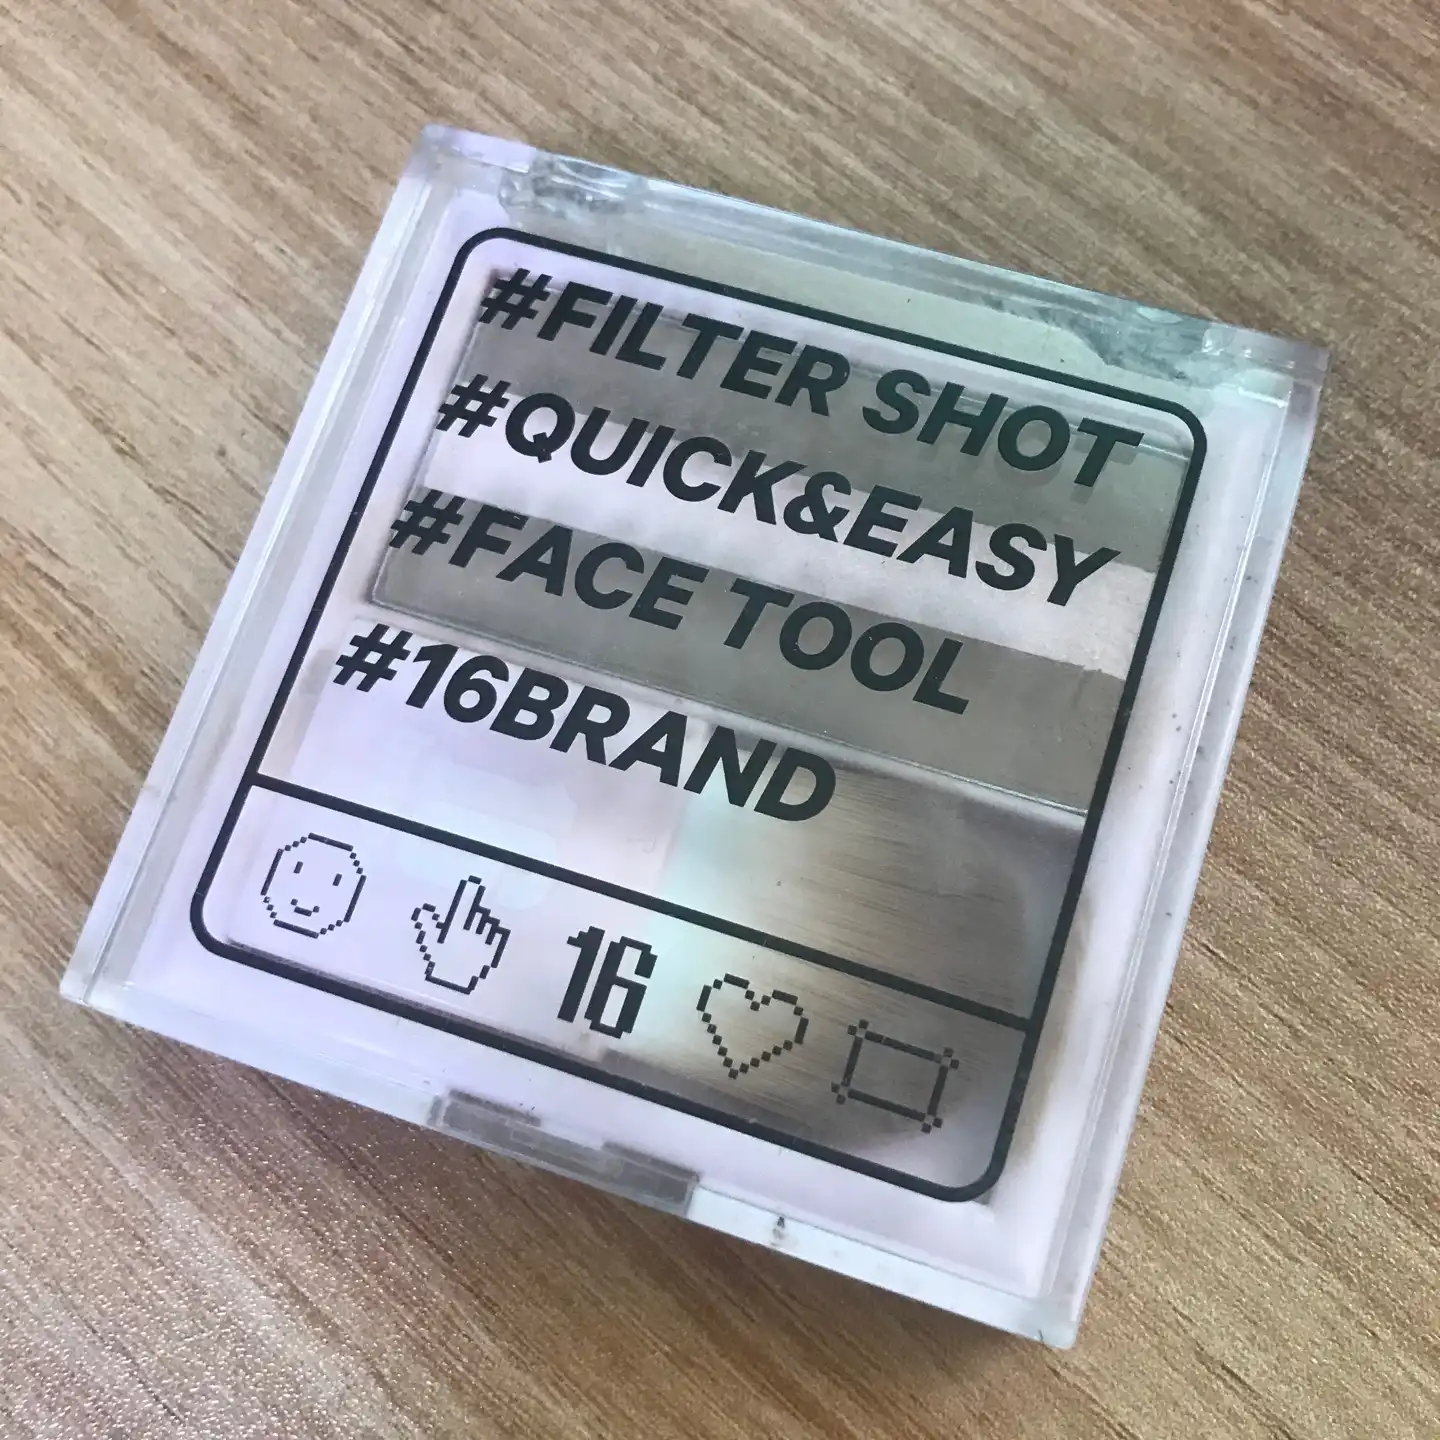 #FILTER SHOT
#QUICK&EASY
#FACE TOOL
#16BRAND
16